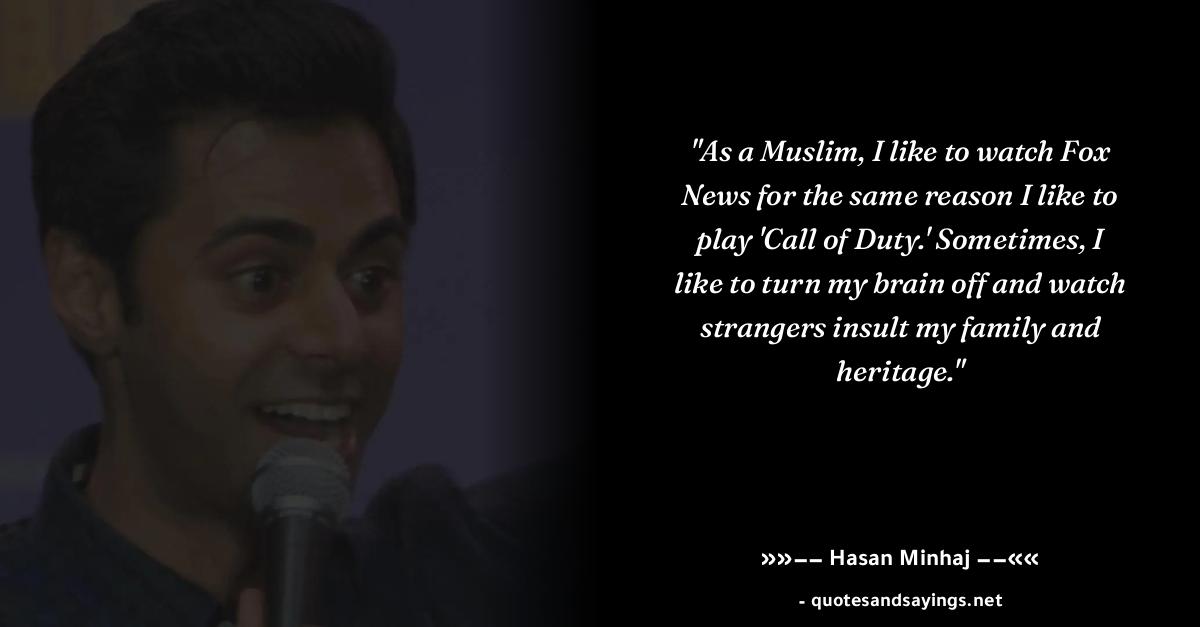 "As a Muslim, I like to watch Fox
News for the same reason I like to
play 'Call of Duty.' Sometimes, I
like to turn my brain off and watch
strangers insult my family and
heritage."
»»−− Hasan Minhaj −−««
- quotesandsayings.net